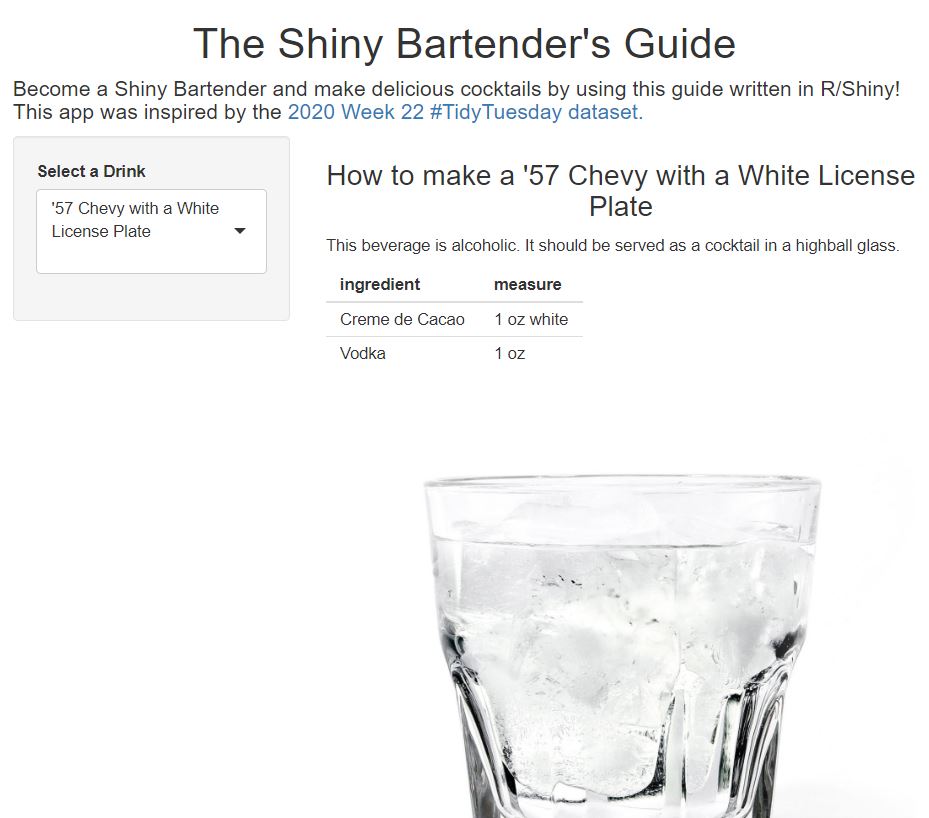 The Shiny Bartender's Guide
Become a Shiny Bartender and make delicious cocktails by using this guide written in R/Shiny!
This app was inspired by the 2020 Week 22 #TidyTuesday dataset.
Select a Drink
'57 Chevy with a White
License Plate
How to make a '57 Chevy with a White License
Plate
This beverage is alcoholic. It should be served as a cocktail in a highball glass.
ingredient measure
Creme de Cacao 1 oz white
Vodka 1 oz